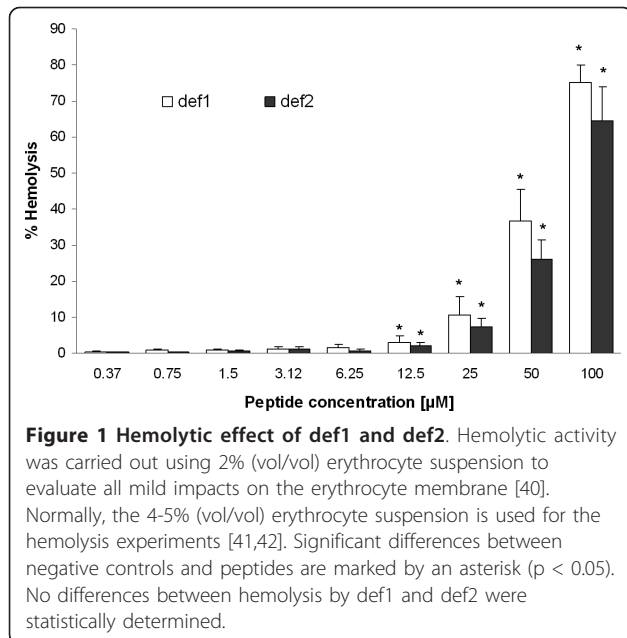 90
80
70
60
50
40
30
20
10
0
% Hemolysis
def1 def2
* *
* *
* *
* *
0.37 0.75 1.5 3.12 6.25 12.5 25 50 100
Peptide concentration [µM]
Figure 1 Hemolytic effect of def1 and def2. Hemolytic activity
was carried out using 2% (vol/vol) erythrocyte suspension to
evaluate all mild impacts on the erythrocyte membrane [40].
Normally, the 4-5% (vol/vol) erythrocyte suspension is used for the
hemolysis experiments [41,42]. Significant differences between
negative controls and peptides are marked by an asterisk (p < 0.05).
No differences between hemolysis by def1 and def2 were
statistically determined.